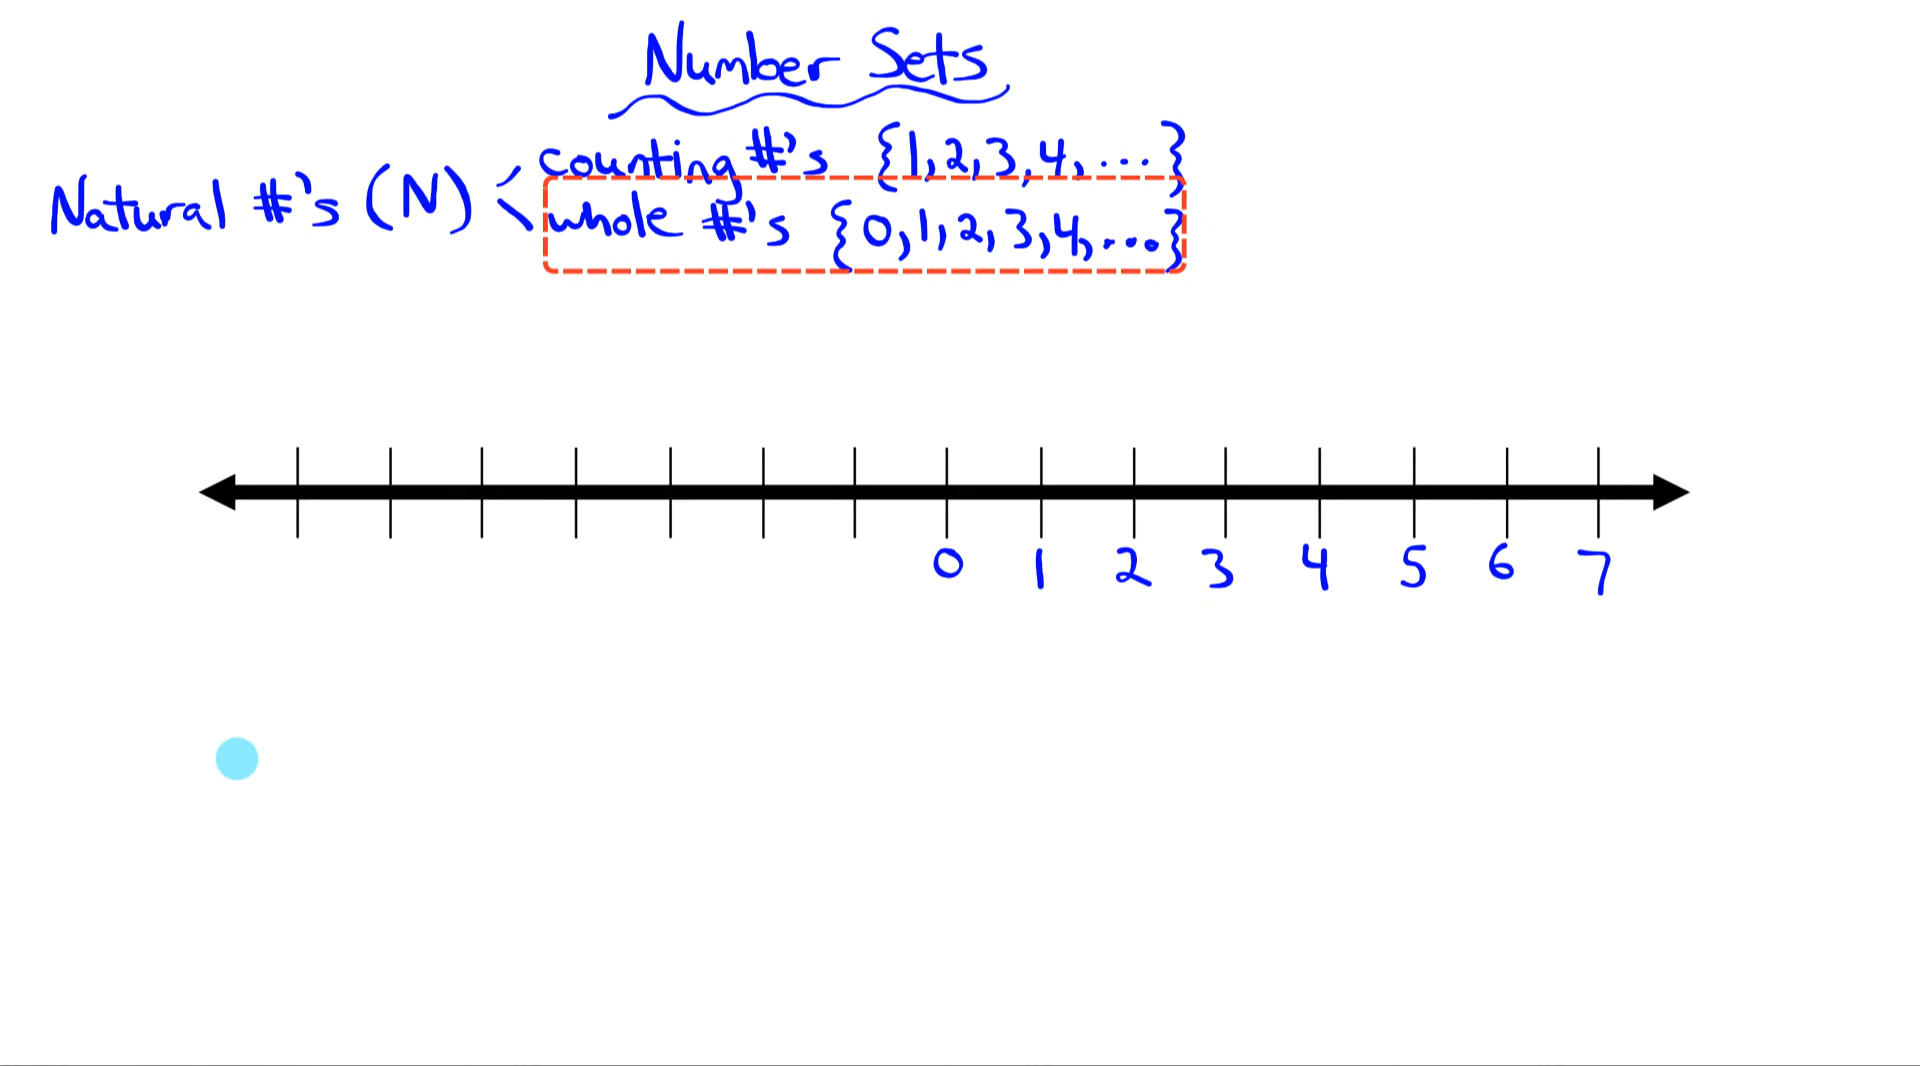 Number Sets
counting #'s {1,2,3,4,...}
Natural #'s (N) <
whole #'s {0,1,2,3,4,...}
0 1 2 3 4 5 6 7